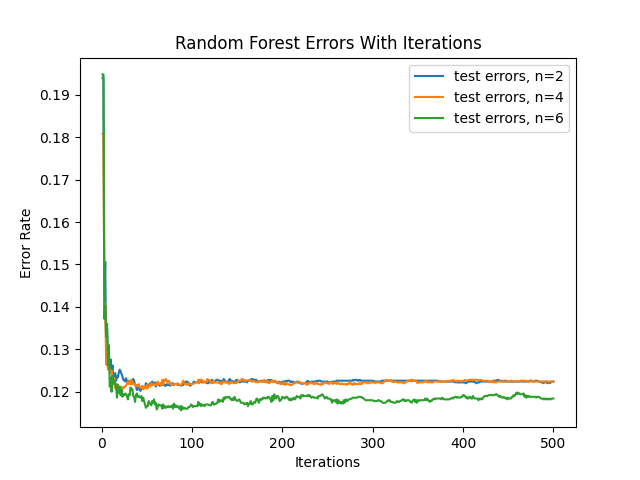 Random Forest Errors With Iterations
test errors, n=2
test errors, n=4
test errors, n=6
Error Rate
0.19
0.18
0.17
0.16
0.15
0.14
0.13
0.12
0
100
200
300
400
500
Iterations